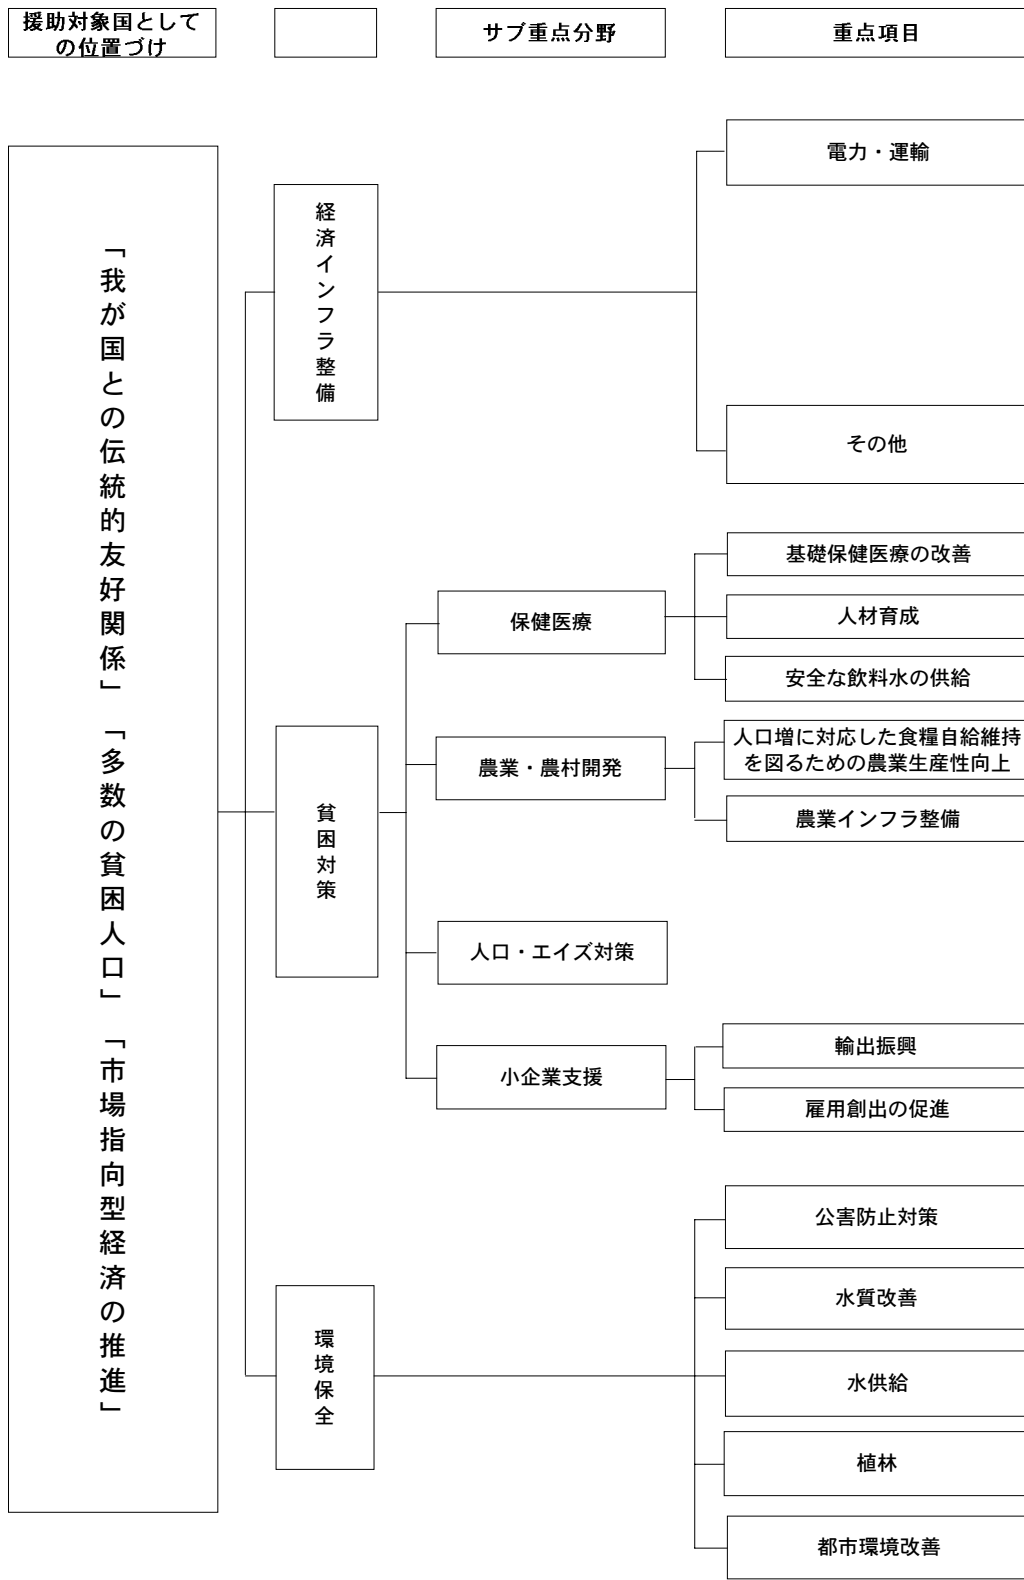 援助対象国として
の位置づけ
サブ重点分野
重点項目
「我が国との伝統的友好関係」「多数の貧困人口」「市場指向型経済の推進」
経済インフラ整備
電力・運輸
その他
貧困対策
保健医療
基礎保健医療の改善
人材育成
安全な飲料水の供給
農業・農村開発
人口増に対応した食糧自給維持
を図るための農業生産性向上
農業インフラ整備
人口・エイズ対策
小企業支援
輸出振興
雇用創出の促進
環境保全
公害防止対策
水質改善
水供給
植林
都市環境改善